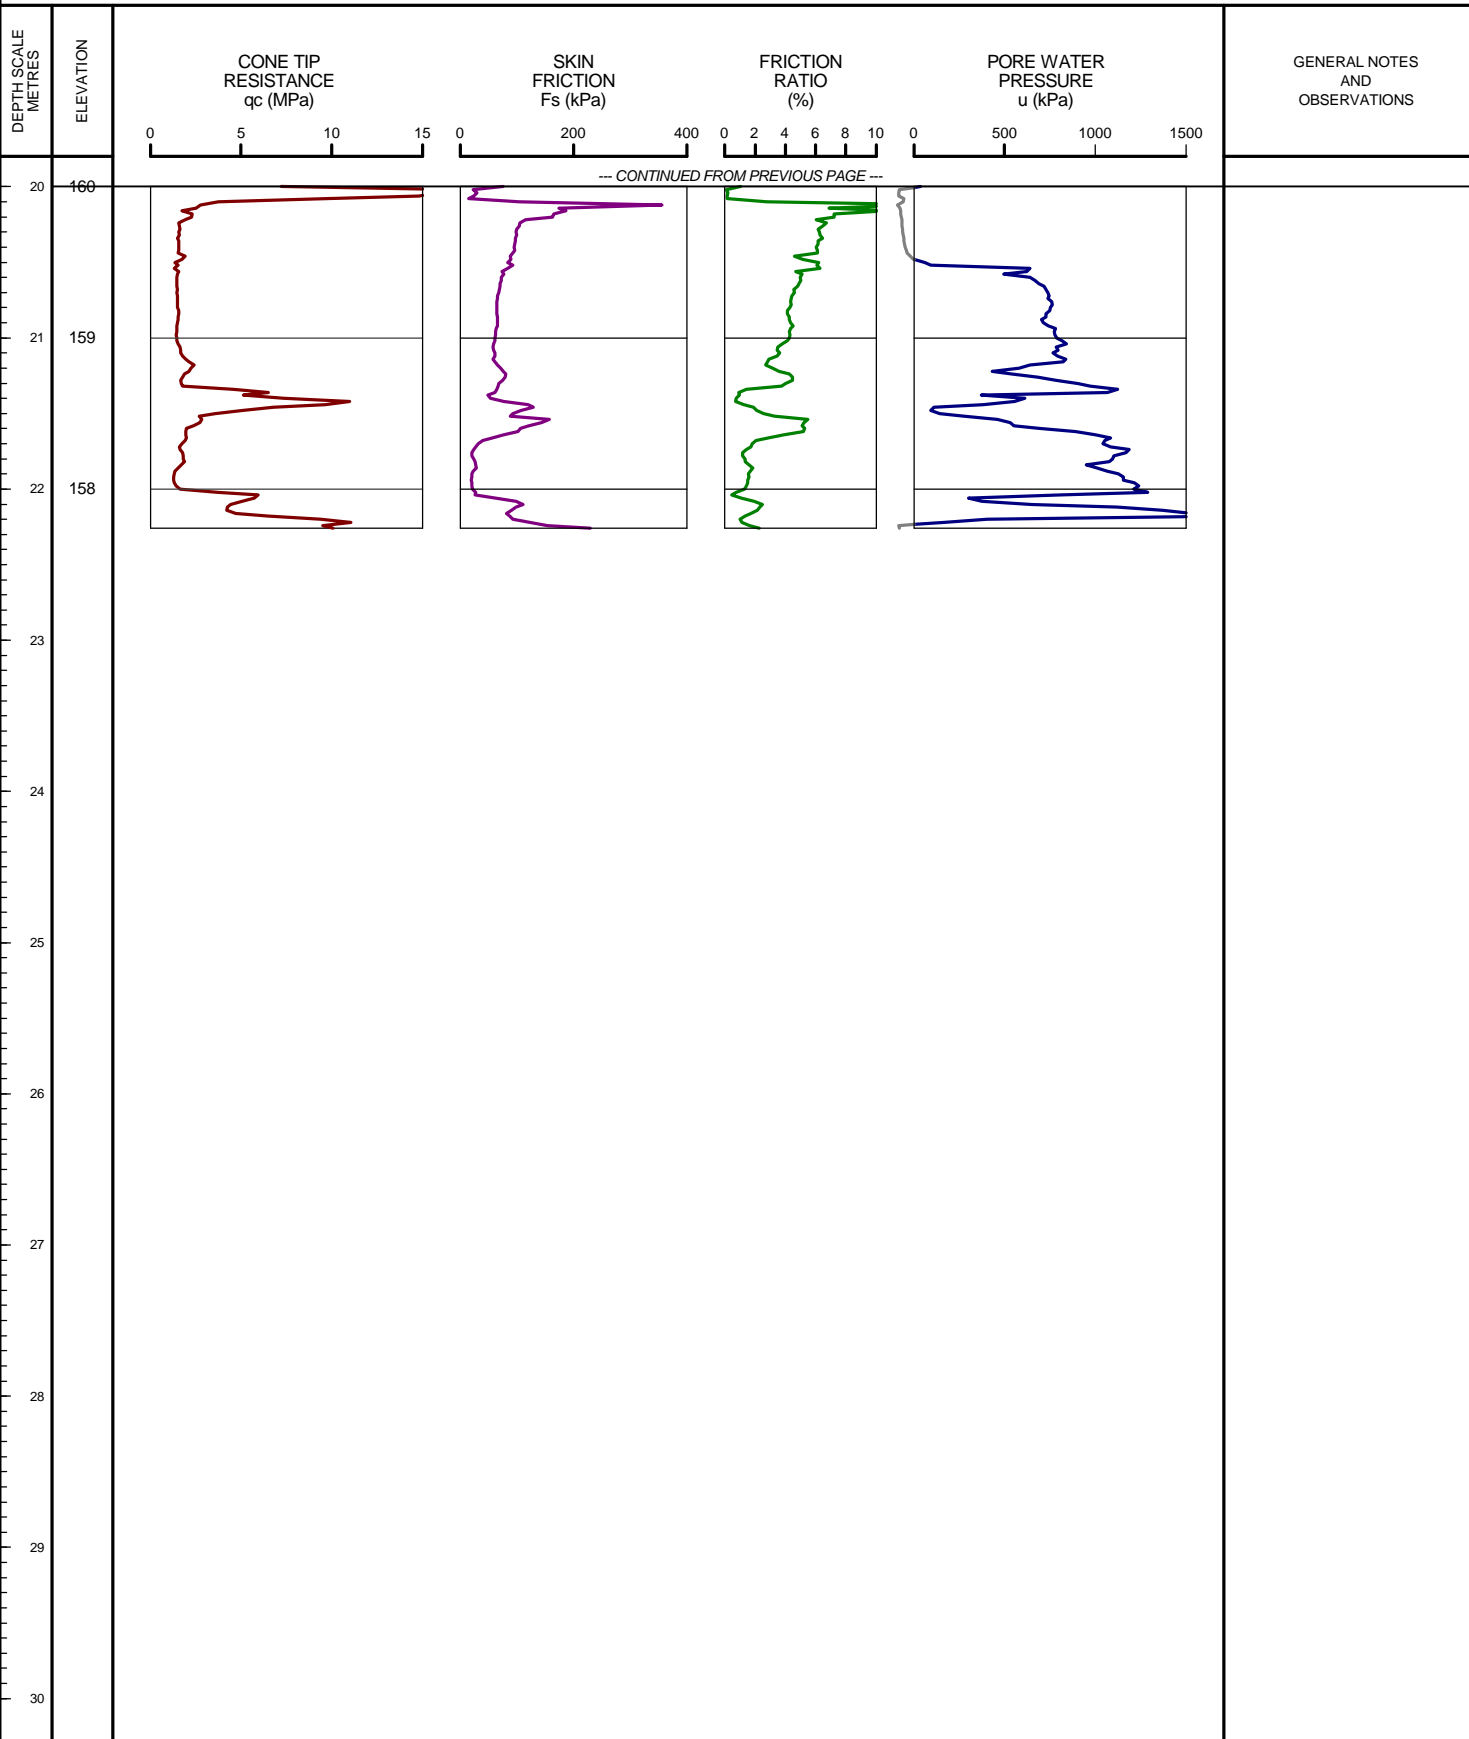 DEPTH SCALE
METRES
ELEVATION
CONE TIP
RESISTANCE
qc (MPa)
SKIN
FRICTION
Fs (kPa)
FRICTION
RATIO
(%)
PORE WATER
PRESSURE
u (kPa)
GENERAL NOTES
AND
OBSERVATIONS
0 5 10 15 0 200 400 0 2 4 6 8 10 0 500 1000 1500
--- CONTINUED FROM PREVIOUS PAGE ---
20 160
21 159
22 158
23
24
25
26
27
28
29
30